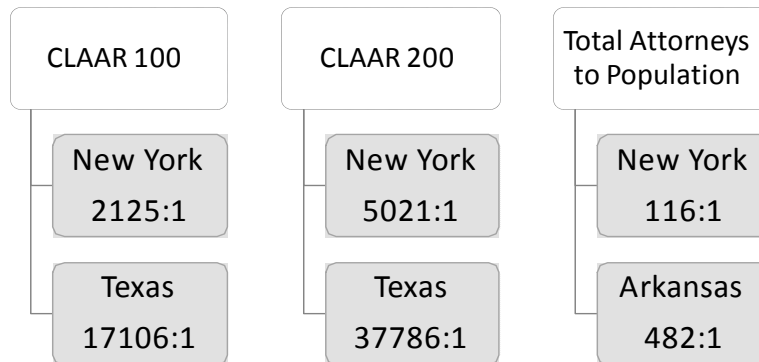 CLAAR 100
New York
2125:1
Texas
17106:1
CLAAR 200
New York
5021:1
Texas
37786:1
Total Attorneys
to Population
New York
116:1
Arkansas
482:1